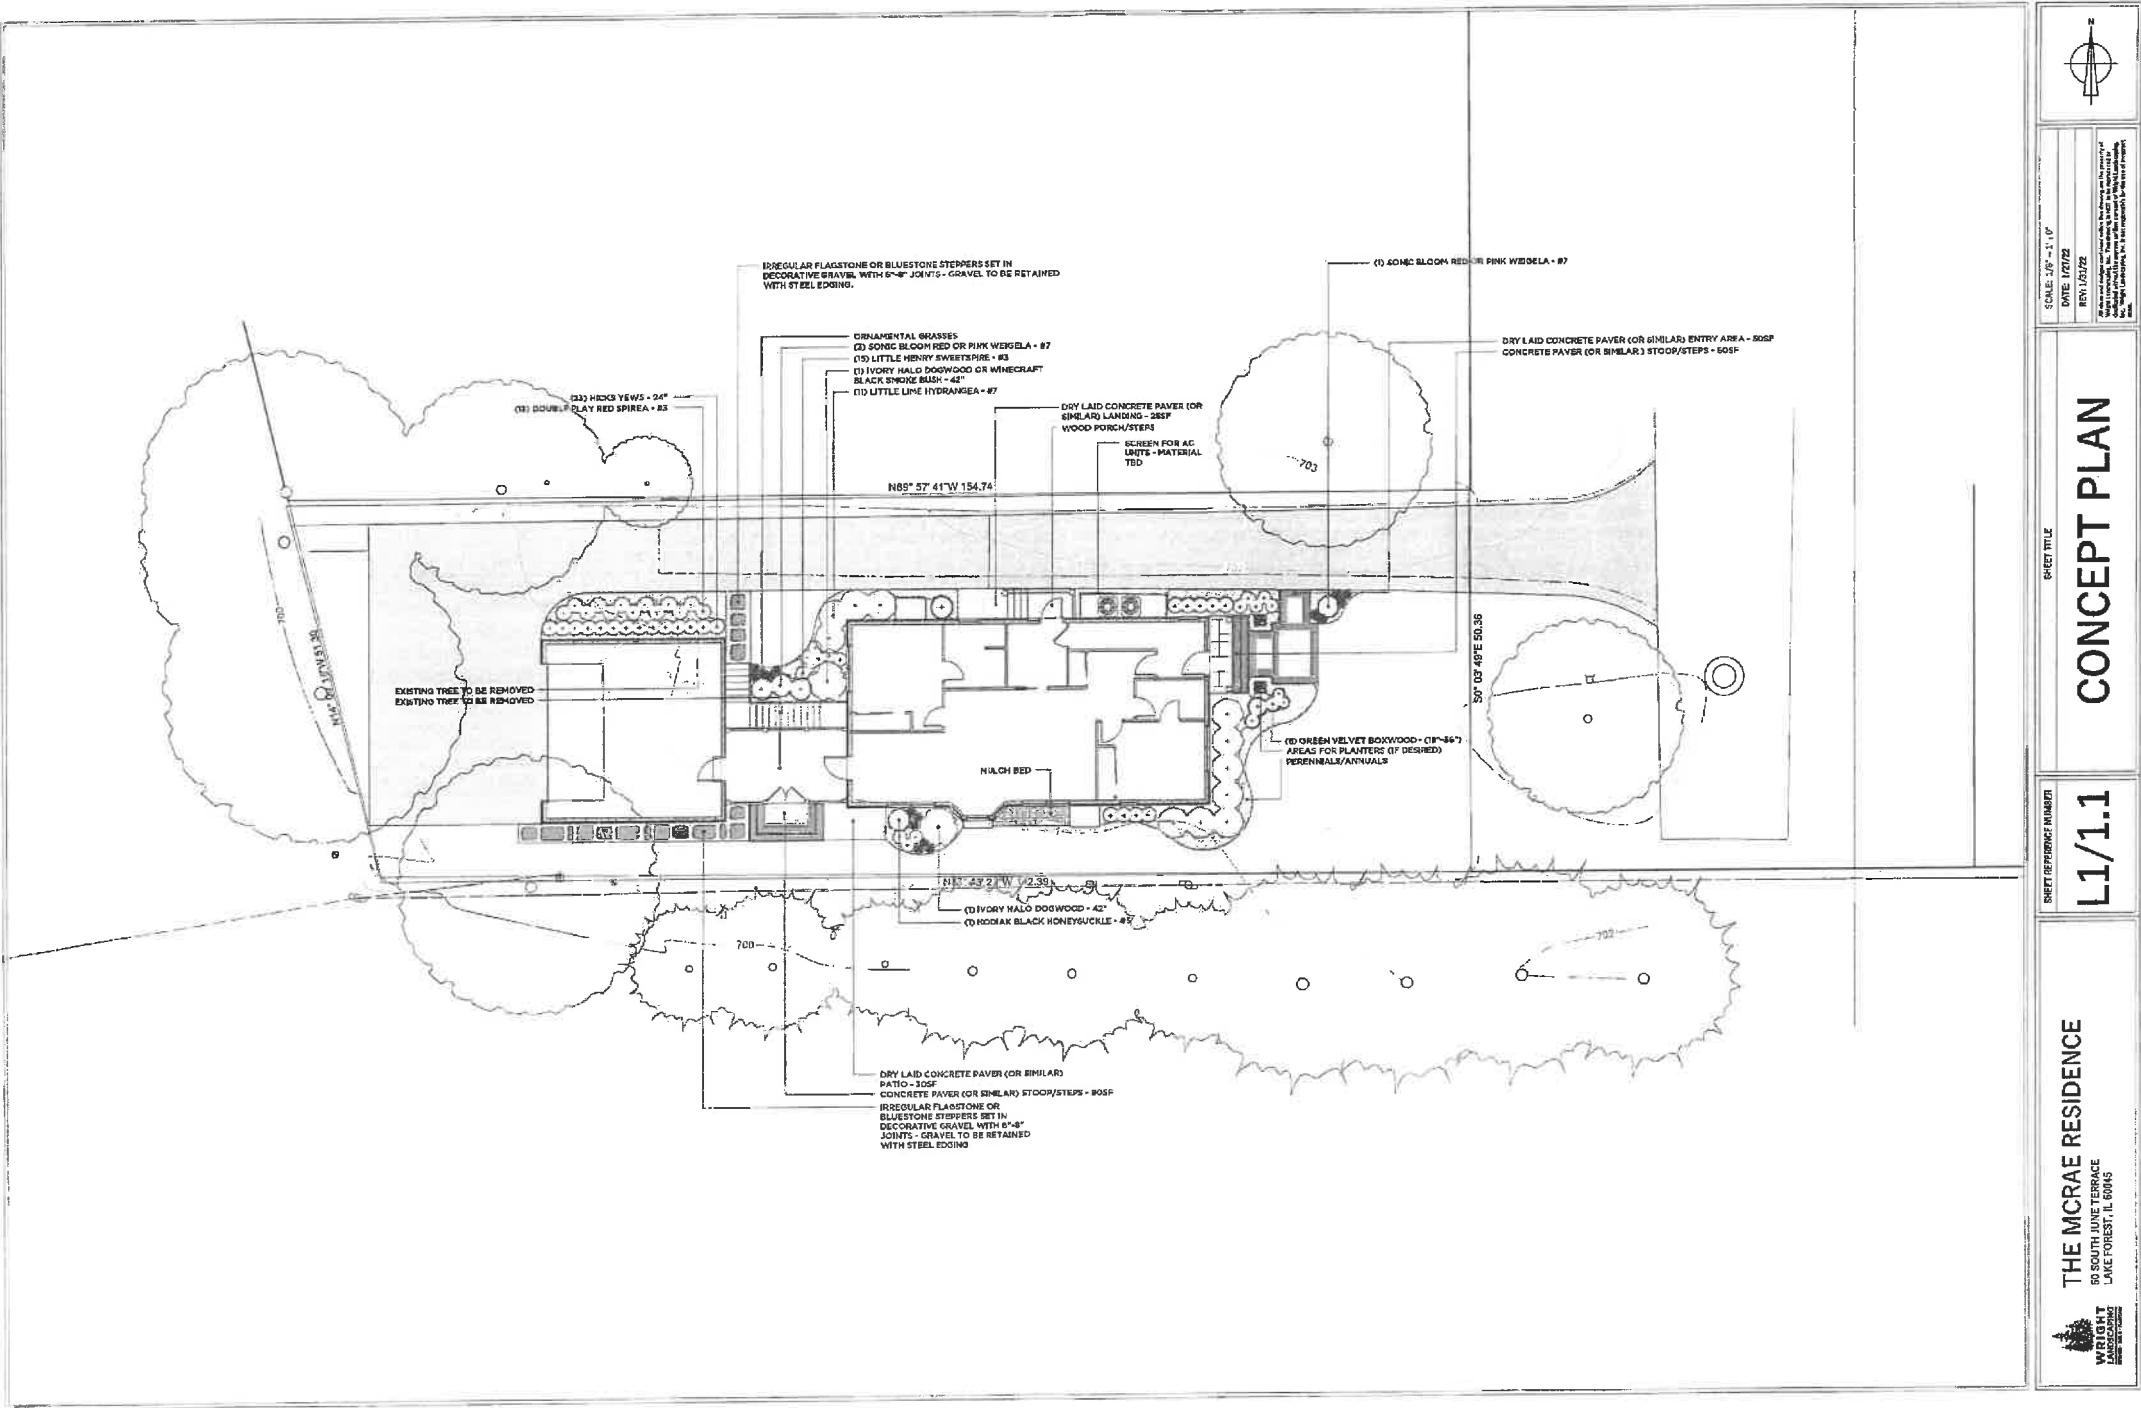 IRREGULAR FLAGSTONE OR BLUESTONE STEPPERS SET IN
DECORATIVE GRAVEL WITH 6"-8" JOINTS - GRAVEL TO BE RETAINED
WITH STEEL EDGING.
(1) SONIC BLOOM RED OR PINK WEIGELA - #7
ORNAMENTAL GRASSES
(2) SONIC BLOOM RED OR PINK WEIGELA - #7
(15) LITTLE HENRY SWEETSPIRE - #3
(1) IVORY HALO DOGWOOD OR WINECRAFT
BLACK SMOKE BUSH - 42"
(11) LITTLE LIME HYDRANGEA - #7
DRY LAID CONCRETE PAVER (OR SIMILAR) ENTRY AREA - 50SF
CONCRETE PAVER (OR SIMILAR) STOOP/STEPS - 60SF
HICKS YEWS - 24"
DOUBLE PLAY RED SPIREA - #3
DRY LAID CONCRETE PAVER (OR
SIMILAR) LANDING - 25SF
WOOD PORCH/STEPS
SCREEN FOR AC
UNITS - MATERIAL
TBD
703
N89° 57' 41"W 154.74
700
S0° 03' 49"E 50.36
EXISTING TREE TO BE REMOVED
EXISTING TREE TO BE REMOVED
GREEN VELVET BOXWOOD -
AREAS FOR PLANTERS (IF DESIRED)
PERENNIALS/ANNUALS
MULCH BED
(1) IVORY HALO DOGWOOD - 42"
(1) KODIAK BLACK HONEYSUCKLE - #5
700
702
DRY LAID CONCRETE PAVER (OR SIMILAR)
PATIO - 30SF
CONCRETE PAVER (OR SIMILAR) STOOP/STEPS - 80SF
IRREGULAR FLAGSTONE OR
BLUESTONE STEPPERS SET IN
DECORATIVE GRAVEL WITH 6"-8"
JOINTS - GRAVEL TO BE RETAINED
WITH STEEL EDGING
N
SCALE: 1/8" = 1'-0"
DATE: 1/27/22
REV: 1/31/22
SHEET TITLE
CONCEPT PLAN
SHEET REFERENCE NUMBER
L1/1.1
THE MCRAE RESIDENCE
60 SOUTH JUNE TERRACE
LAKE FOREST, IL 60045
WRIGHT
LANDSCAPING